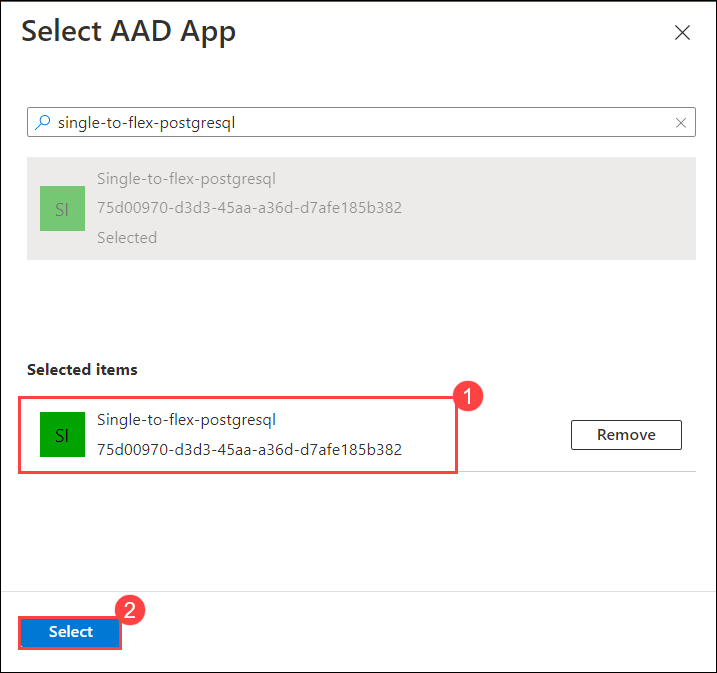 Select AAD App
single-to-flex-postgresql
SI
Single-to-flex-postgresql
75d00970-d3d3-45aa-a36d-d7afe185b382
Selected
Selected items
1
SI
Single-to-flex-postgresql
75d00970-d3d3-45aa-a36d-d7afe185b382
Remove
2
Select